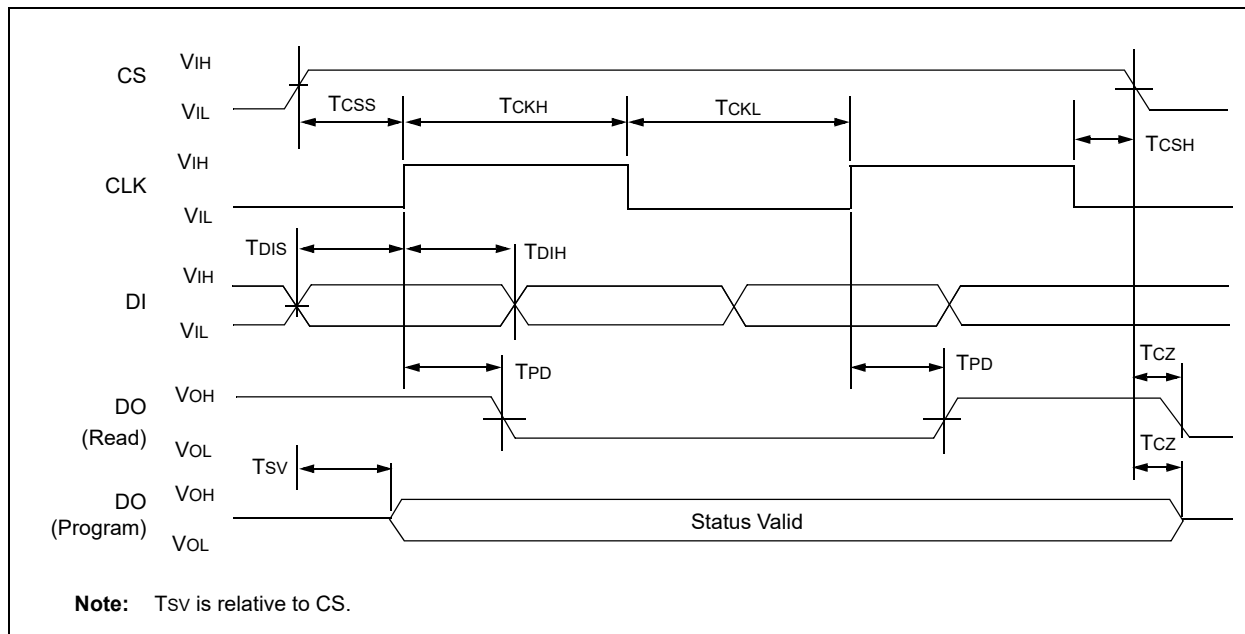 CS
VIH
VIL
TCSS
TCKH
TCKL
TCSH
CLK
VIH
VIL
TDIS
TDIH
DI
VIH
VIL
TPD
TPD
TCZ
DO
(Read)
VOH
VOL
TCZ
TSV
DO
(Program)
VOH
VOL
Status Valid
Note: TSV is relative to CS.